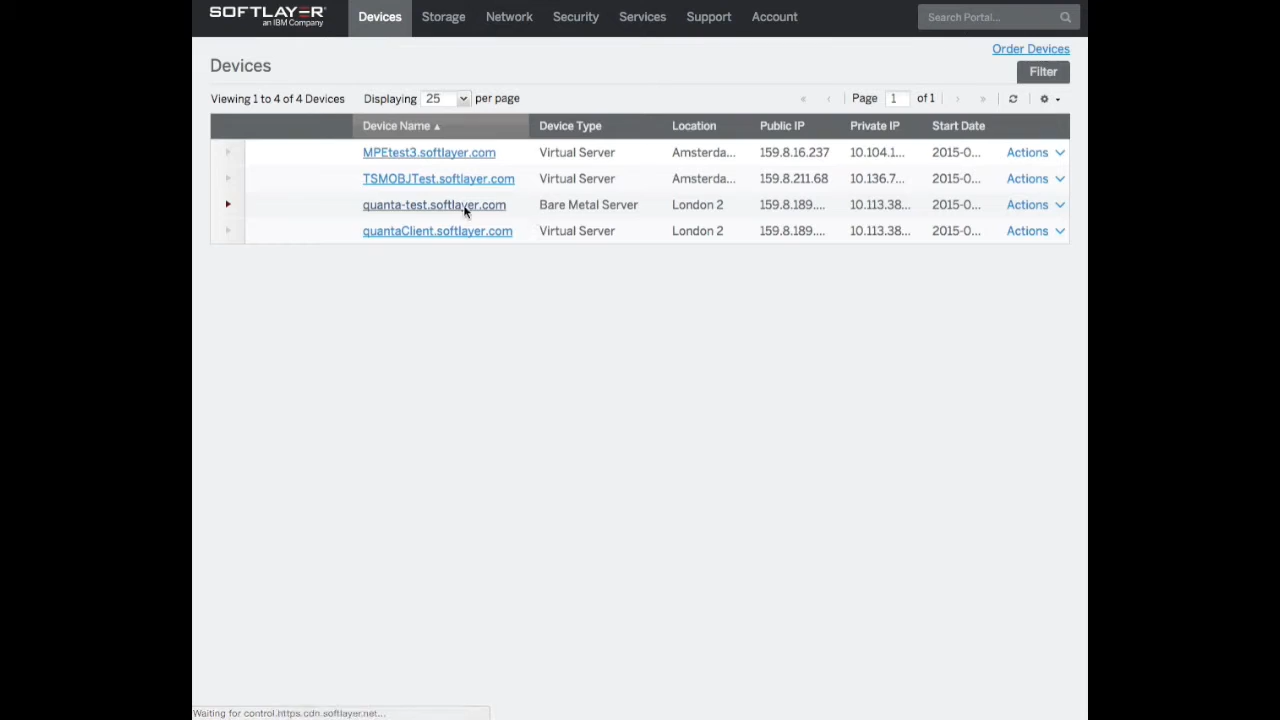 SOFTLAYER®
an IBM Company
Devices Storage Network Security Services Support Account Search Portal...
Order Devices
Devices
Filter
Viewing 1 to 4 of 4 Devices Displaying 25 per page « ‹ Page 1 of 1 › »
Device Name ▲ Device Type Location Public IP Private IP Start Date
MPEtest3.softlayer.com Virtual Server Amsterda... 159.8.16.237 10.104.1... 2015-0... Actions
TSMOBJTest.softlayer.com Virtual Server Amsterda... 159.8.211.68 10.136.7... 2015-0... Actions
quanta-test.softlayer.com Bare Metal Server London 2 159.8.189.... 10.113.38... 2015-0... Actions
quantaClient.softlayer.com Virtual Server London 2 159.8.189.... 10.113.38... 2015-0... Actions
Waiting for control.https.cdn.softlayer.net...